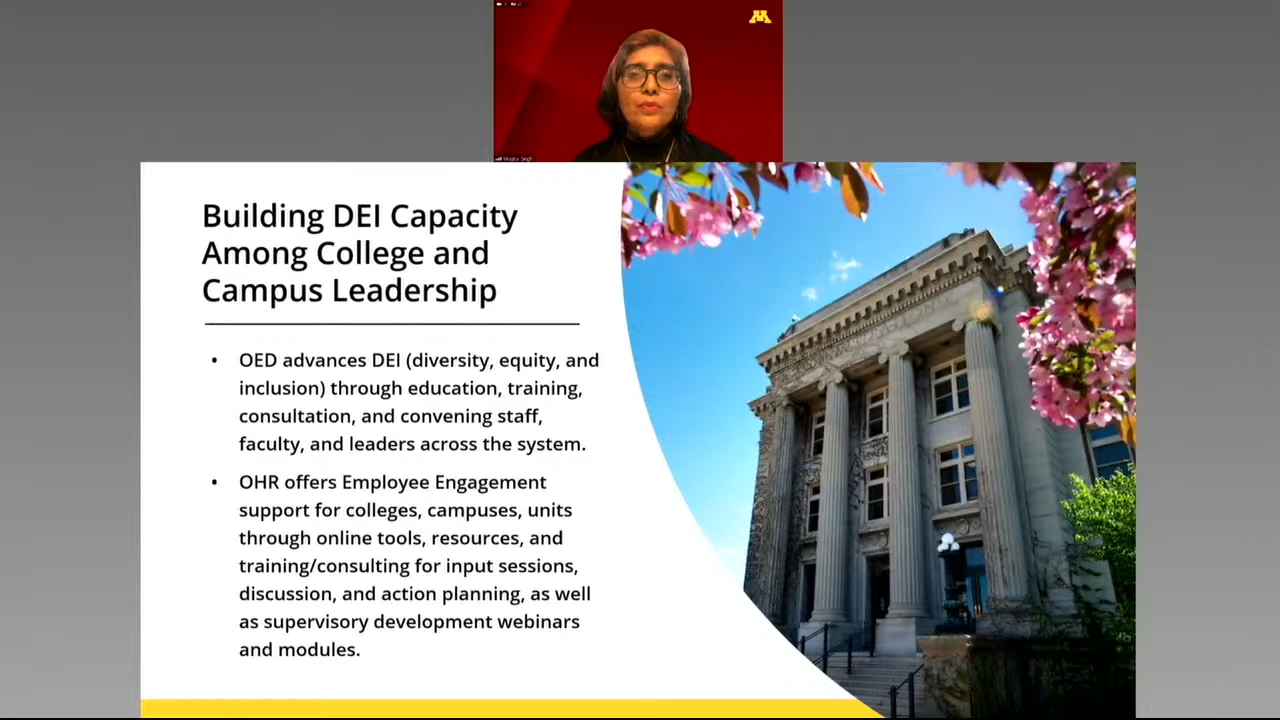 Building DEI Capacity
Among College and
Campus Leadership
• OED advances DEI (diversity, equity, and
inclusion) through education, training,
consultation, and convening staff,
faculty, and leaders across the system.
• OHR offers Employee Engagement
support for colleges, campuses, units
through online tools, resources, and
training/consulting for input sessions,
discussion, and action planning, as well
as supervisory development webinars
and modules.